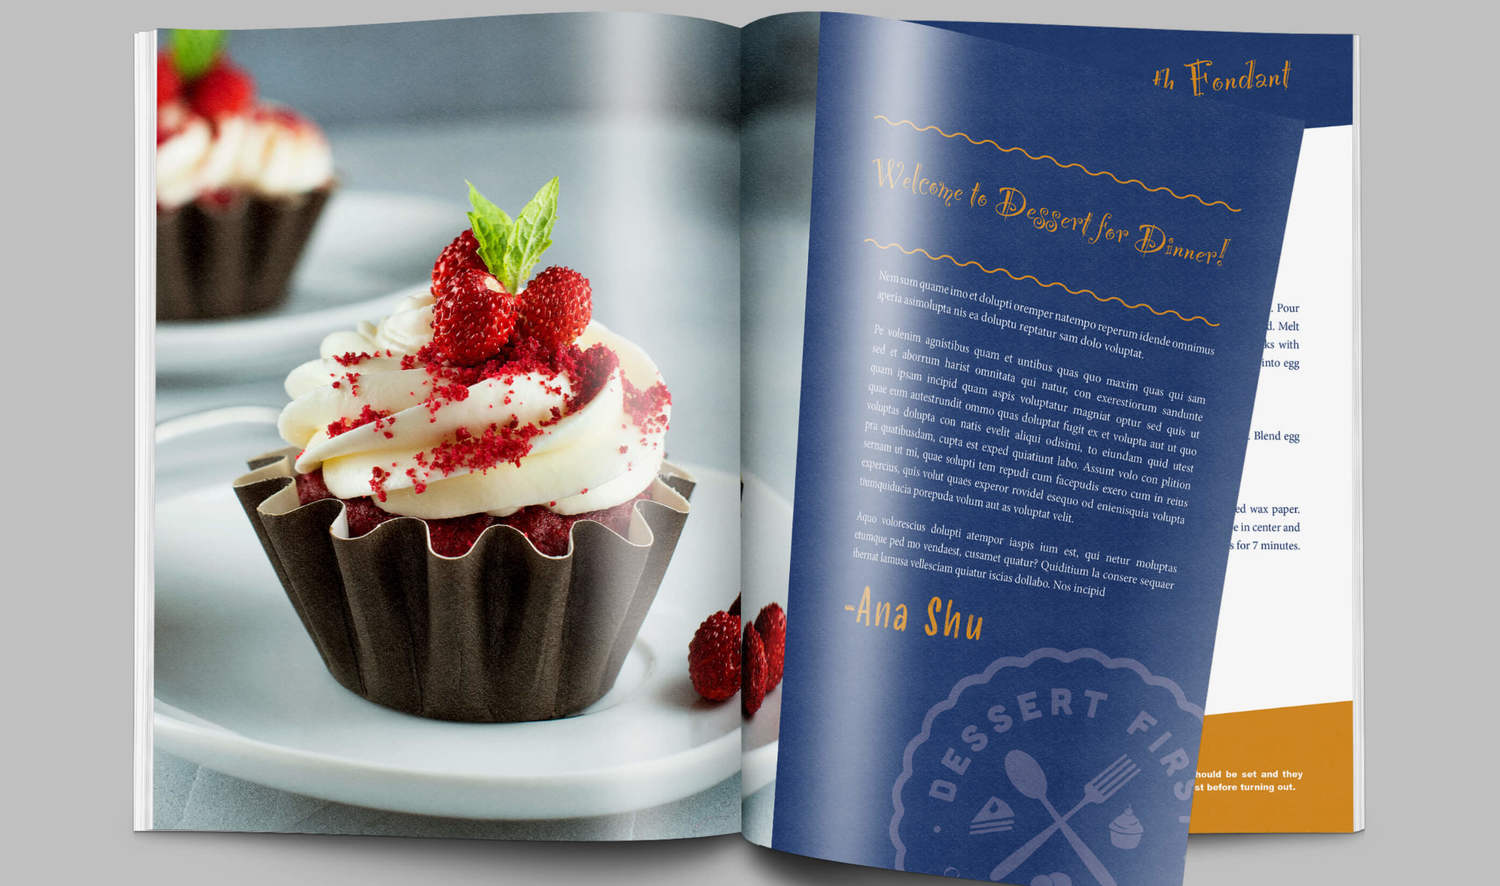 th Fondant
Welcome to Dessert for Dinner!
Nem sum quame imo et dolupti oremper natempo reperum idende omnimus
aperia asimolupta nis ea doluptu reptatur sam dolo voluptat.
Pe volenim agnistibus quam et untibus quas quo maxim quas qui sam
sed et aborrum harist omnitata qui natur, con exerestiorum sandunte
quam ipsam incipid quam aspis voluptatur magniat optur sed quis ut
quae eum autestrundit ommo quas doluptat fugit ex et volupta aut ut quo
voluptas dolupta con natis evelit aliqui odisimi, to eiundam quid utest
pra quatibusdam, cupta est exped quiatiunt labo. Assunt volo con plition
sernam ut mi, quae solupti tem repudi cum facepudis exero cum in reius
expercius, quis volut quaes experor rovidel esequo od enienisquia volupta
tiumquiducia porepuda volum aut as voluptat velit.
Aquo volorescius dolupti atempor iaspis ium est, qui netur moluptas
etumque ped mo vendaest, cusamet quatur? Quiditium la consere sequaer
ibernat lamusa vellesciam quiatur iscias dollabo. Nos incipid
-Ana Shu
DESSERT FIRS
. Pour
d. Melt
ks with
into egg
. Blend egg
ed wax paper.
e in center and
s for 7 minutes.
hould be set and they
st before turning out.